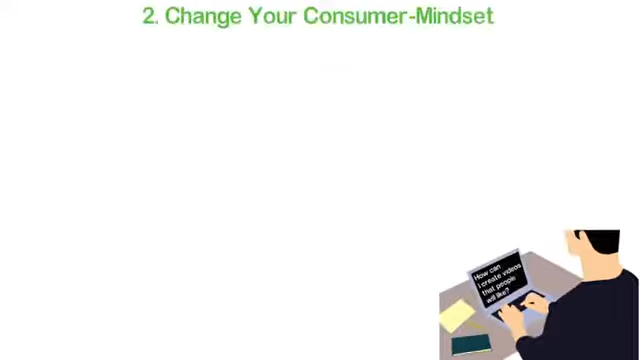 2. Change Your Consumer-Mindset
How can
i create videos
that people
will like?